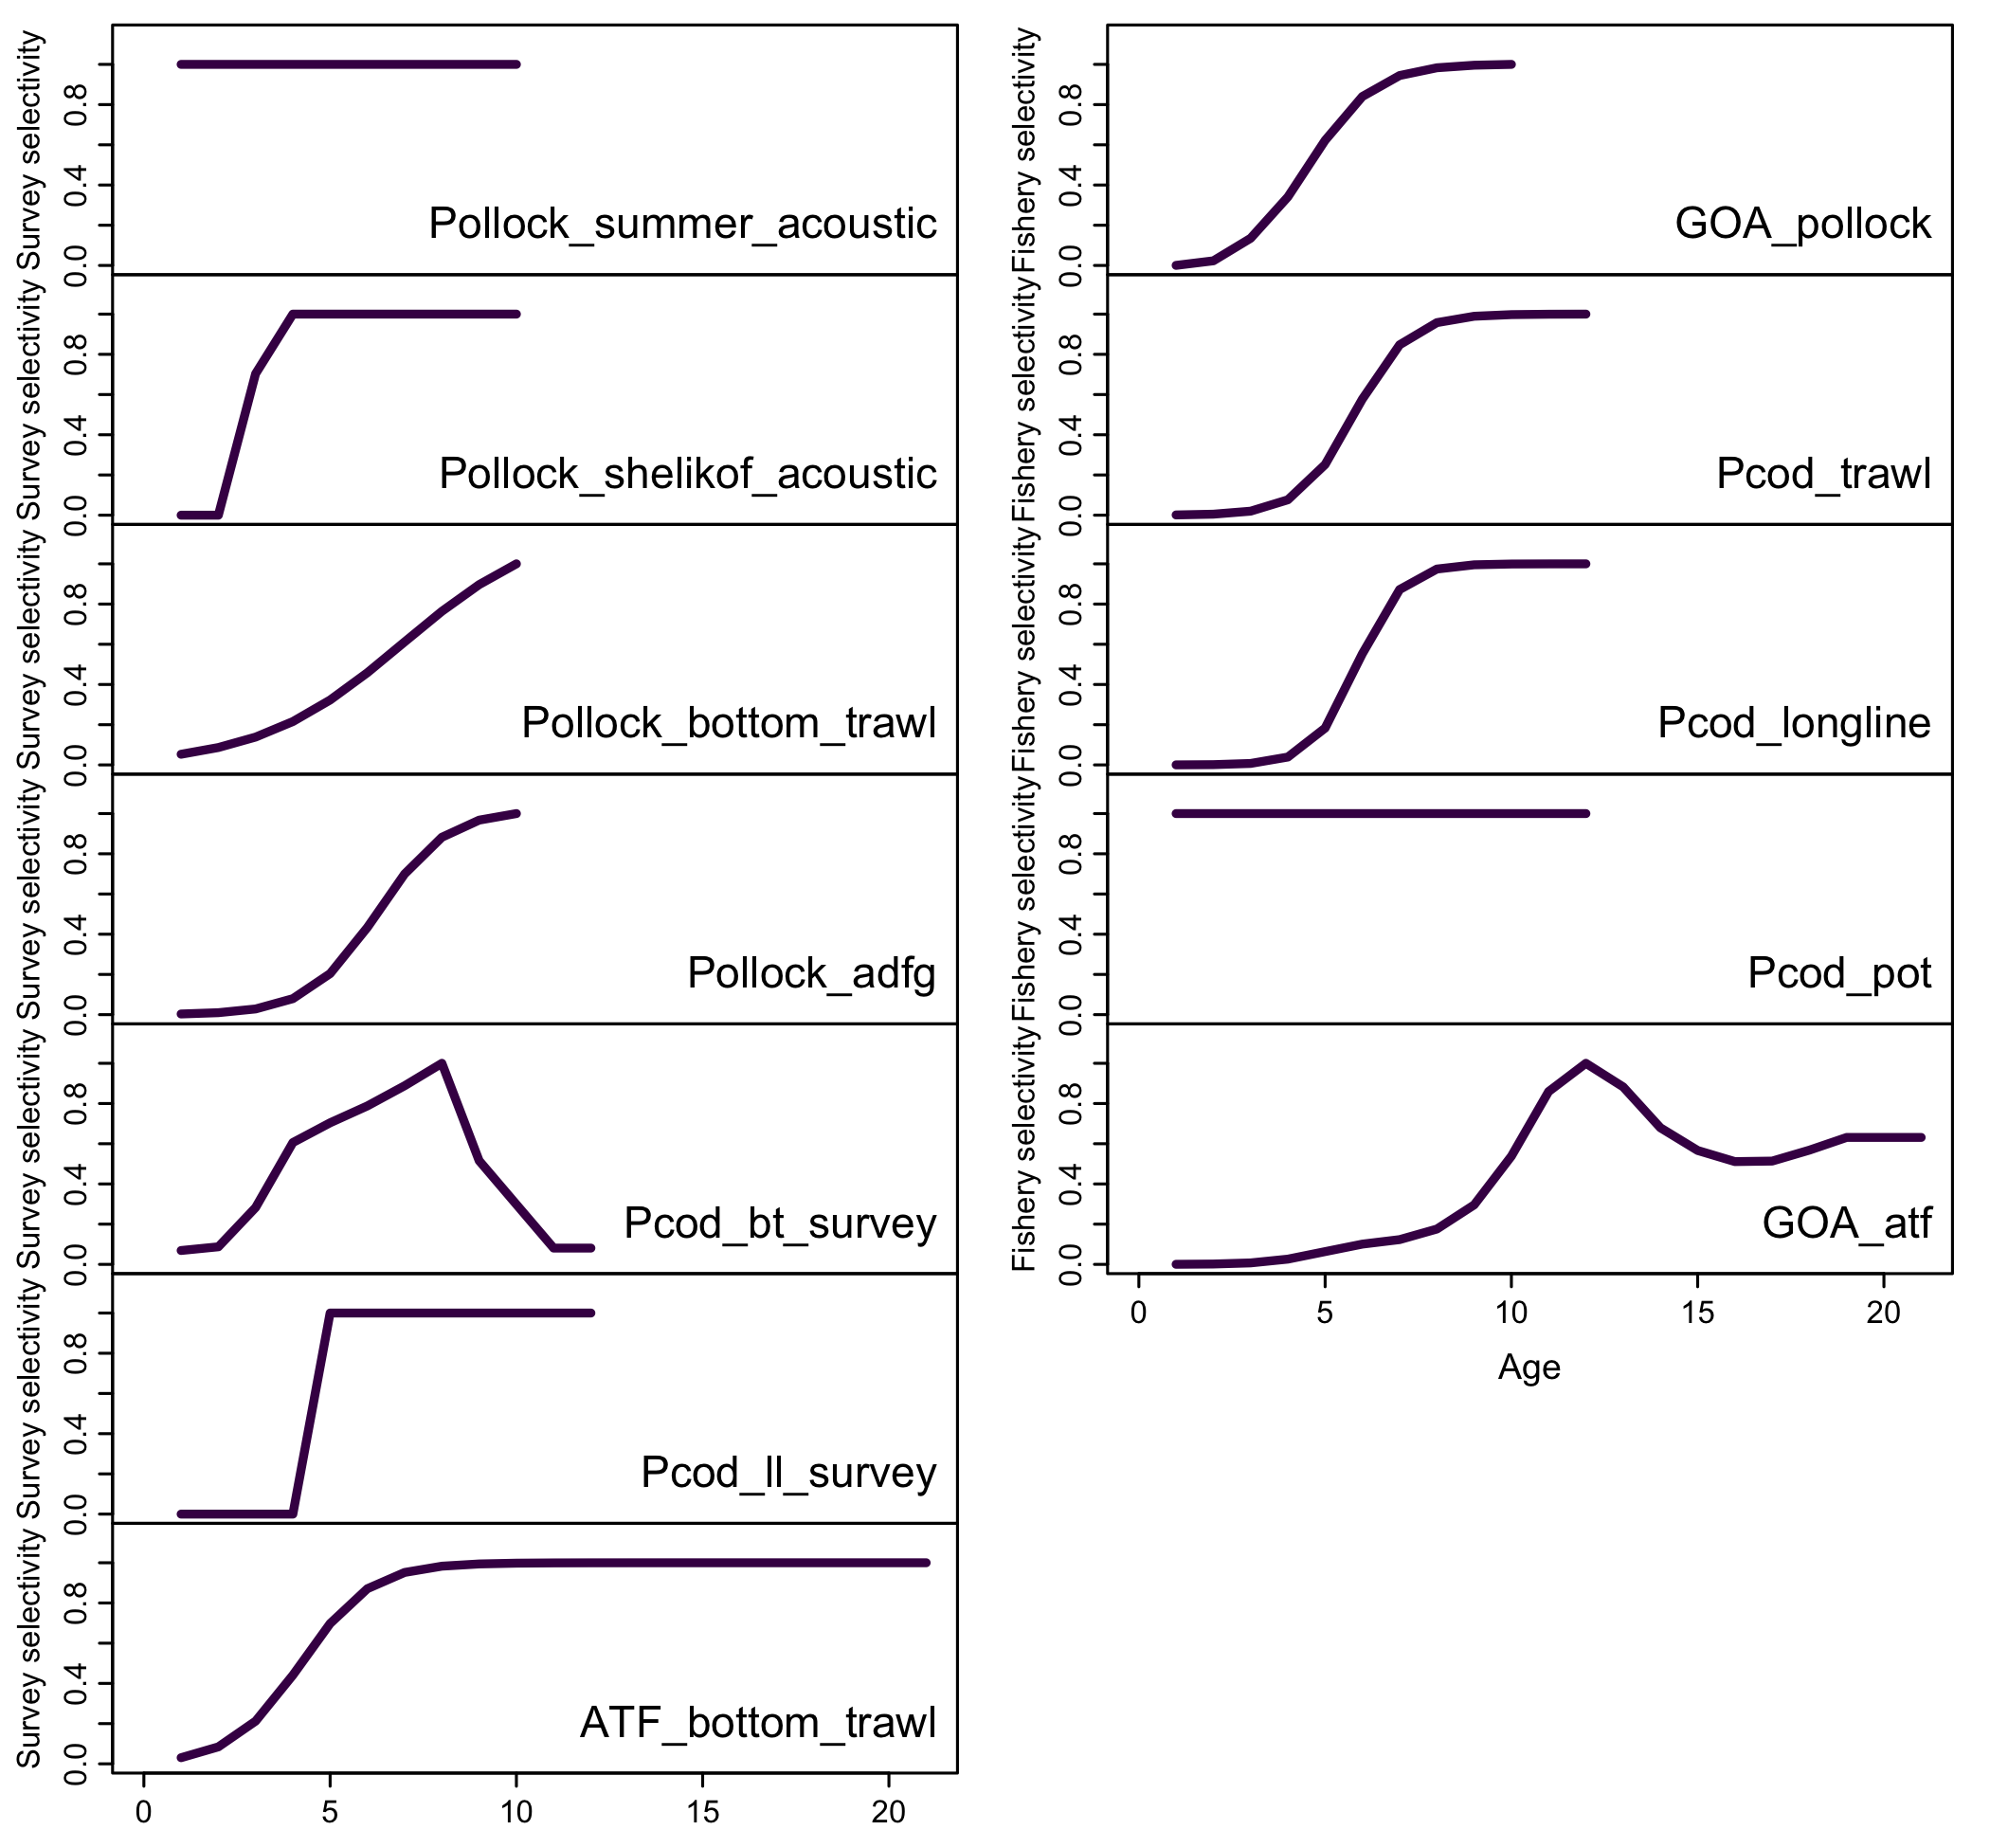 Survey selectivity
0.0 0.4 0.8
Pollock_summer_acoustic
Survey selectivity
0.0 0.4 0.8
Pollock_shelikof_acoustic
Survey selectivity
0.0 0.4 0.8
Pollock_bottom_trawl
Survey selectivity
0.0 0.4 0.8
Pollock_adfg
Survey selectivity
0.0 0.4 0.8
Pcod_bt_survey
Survey selectivity
0.0 0.4 0.8
Pcod_ll_survey
Survey selectivity
0.0 0.4 0.8
ATF_bottom_trawl
0 5 10 15 20
Fishery selectivity
0.0 0.4 0.8
GOA_pollock
Fishery selectivity
0.0 0.4 0.8
Pcod_trawl
Fishery selectivity
0.0 0.4 0.8
Pcod_longline
Fishery selectivity
0.0 0.4 0.8
Pcod_pot
Fishery selectivity
0.0 0.4 0.8
GOA_atf
0 5 10 15 20
Age